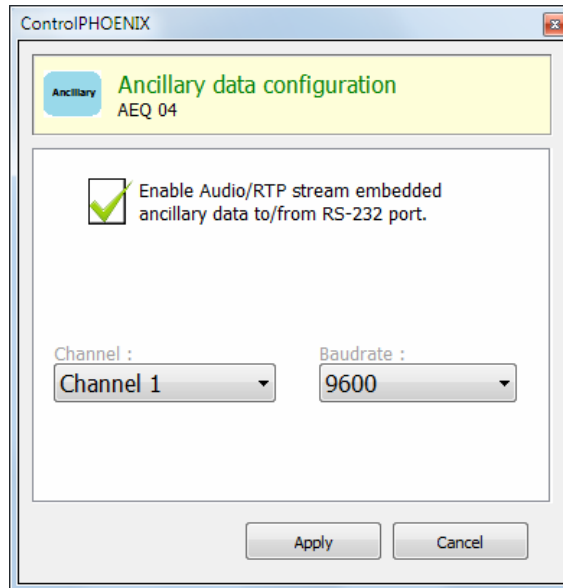 ControlPHOENIX
Ancillary
Ancillary data configuration
AEQ 04
Enable Audio/RTP stream embedded
ancillary data to/from RS-232 port.
Channel :
Baudrate :
Channel 1
9600
Apply
Cancel